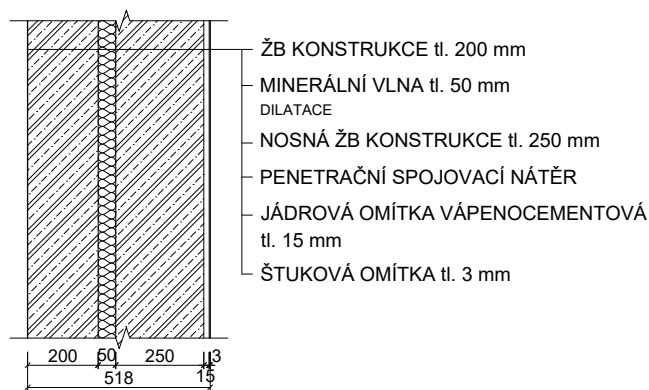 ŽB KONSTRUKCE tl. 200 mm
MINERÁLNÍ VLNA tl. 50 mm
DILATACE
NOSNÁ ŽB KONSTRUKCE tl. 250 mm
PENETRAČNÍ SPOJOVACÍ NÁTĚR
JÁDROVÁ OMÍTKA VÁPENOCEMENTOVÁ
tl. 15 mm
ŠTUKOVÁ OMÍTKA tl. 3 mm
200 50 250 3
518 15